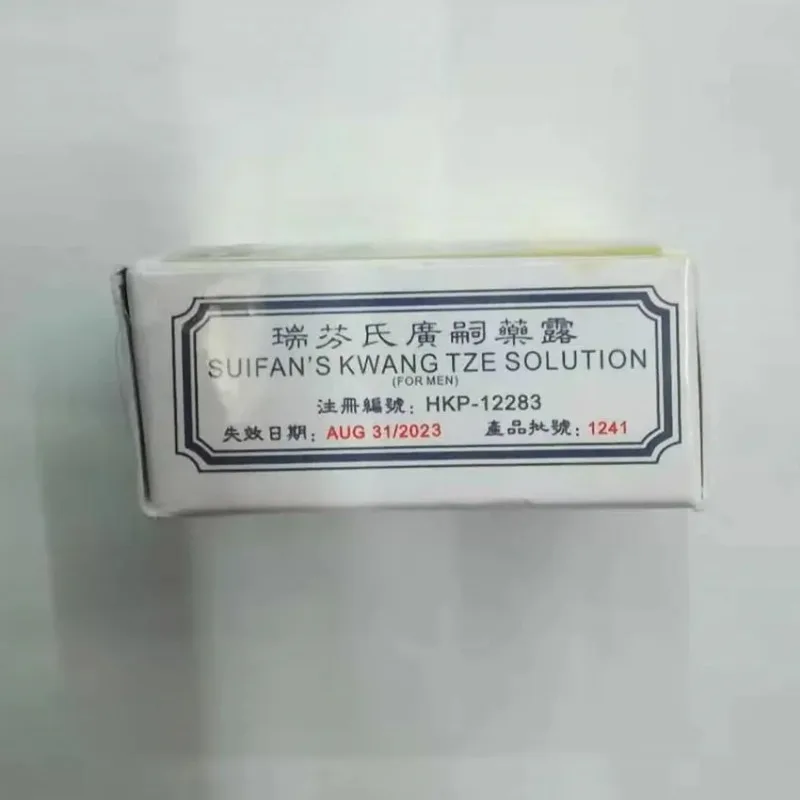 瑞芬氏廣嗣藥露
SUIFAN'S KWANG TZE SOLUTION
(FOR MEN)
注冊編號: HKP-12283
失效日期: AUG 31/2023 產品批號: 1241